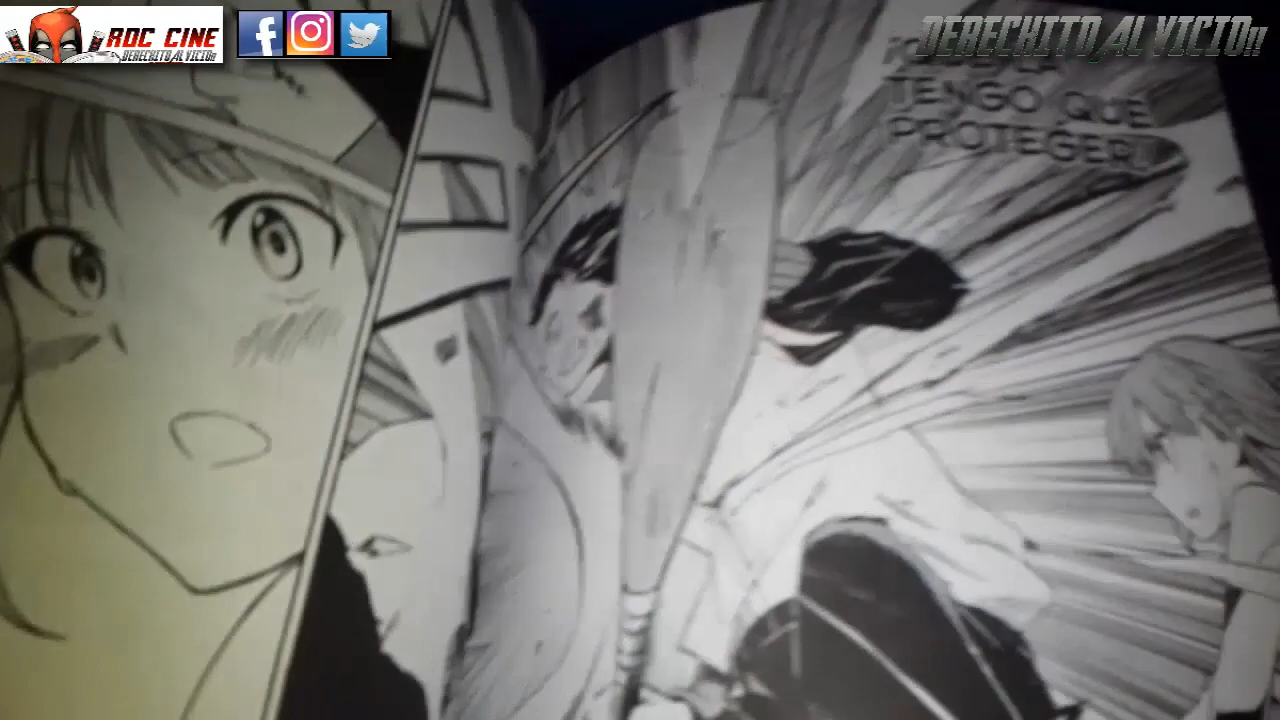 ROC CINE
DERECHITO AL VICIO!!
DERECHITO AL VICIO!!
TENGO QUE
PROTEGER!